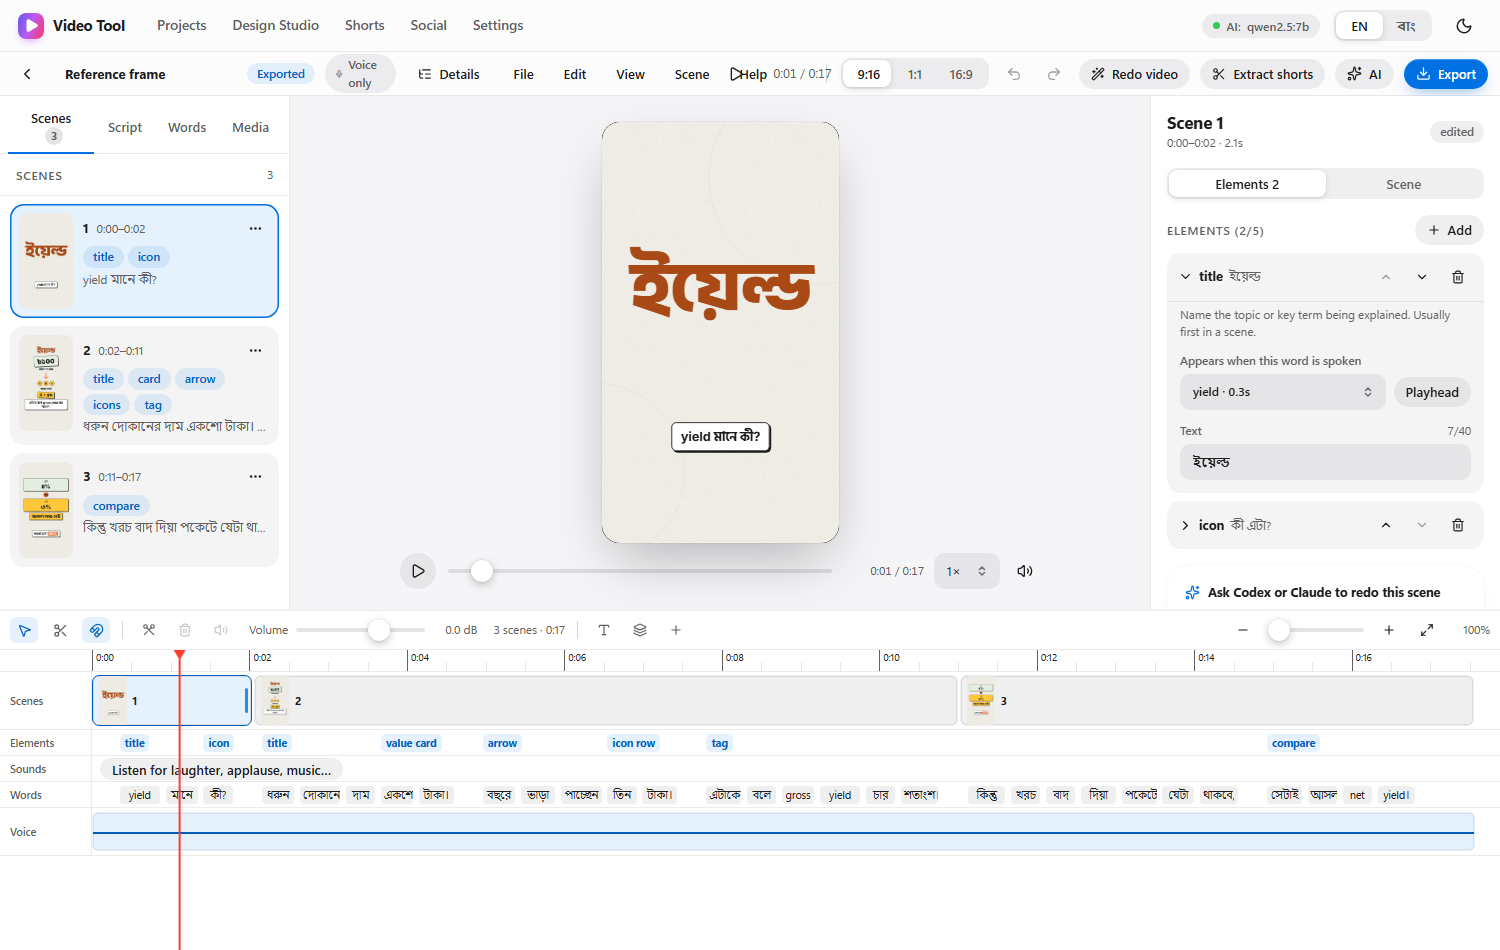 Video Tool
Projects
Design Studio
Shorts
Social
Settings
AI: qwen2.5:7b
EN
বাং
Reference frame
Exported
Voice only
Details
File
Edit
View
Scene
Help
0:01 / 0:17
9:16
1:1
16:9
Redo video
Extract shorts
AI
Export
Scenes
3
Script
Words
Media
SCENES
3
1 0:00–0:02
title icon
yield মানে কী?
2 0:02–0:11
title card arrow
icons tag
ধরুন দোকানের দাম একশো টাকা। ...
3 0:11–0:17
compare
কিন্তু খরচ বাদ দিয়া পকেটে যেটা থা...
ইয়েল্ড
yield মানে কী?
0:01 / 0:17
1×
Scene 1
0:00–0:02 · 2.1s
edited
Elements 2
Scene
ELEMENTS (2/5)
Add
title ইয়েল্ড
Name the topic or key term being explained. Usually
first in a scene.
Appears when this word is spoken
yield · 0.3s
Playhead
Text
7/40
ইয়েল্ড
icon কী এটা?
Ask Codex or Claude to redo this scene
Volume
0.0 dB
3 scenes · 0:17
100%
0:00 0:02 0:04 0:06 0:08 0:10 0:12 0:14 0:16
Scenes 1 2 3
Elements title icon title value card arrow icon row tag compare
Sounds Listen for laughter, applause, music...
Words yield মানে কী? ধরুন দোকানে দাম একশো টাকা। বছরে ভাড়া পাচ্ছেন তিন টাকা। এটাকে বলে gross yield চার শতাংশ। কিন্তু খরচ বাদ দিয়া পকেটে যেটা থাকবে, সেটাই আসল net yield।
Voice